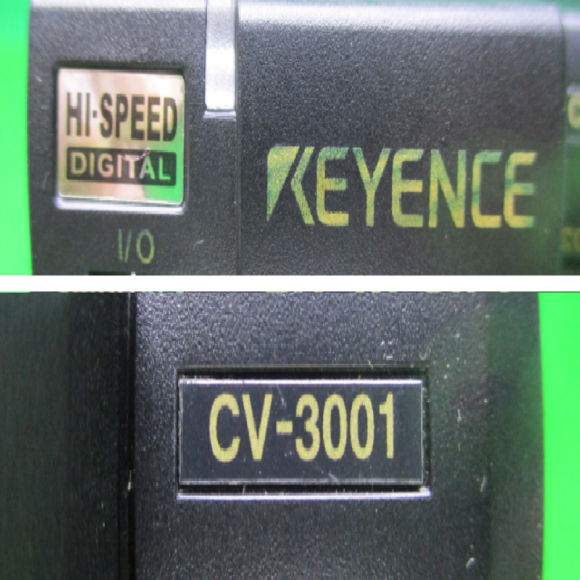 HI·SPEED
DIGITAL
KEYENCE
I/O
CV-3001